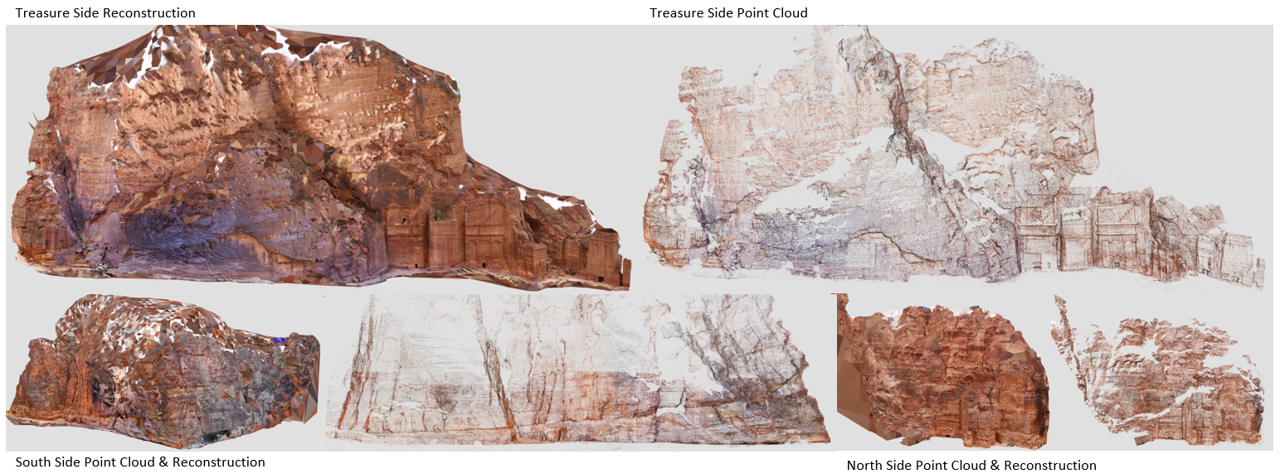 Treasure Side Reconstruction
Treasure Side Point Cloud
South Side Point Cloud & Reconstruction
North Side Point Cloud & Reconstruction